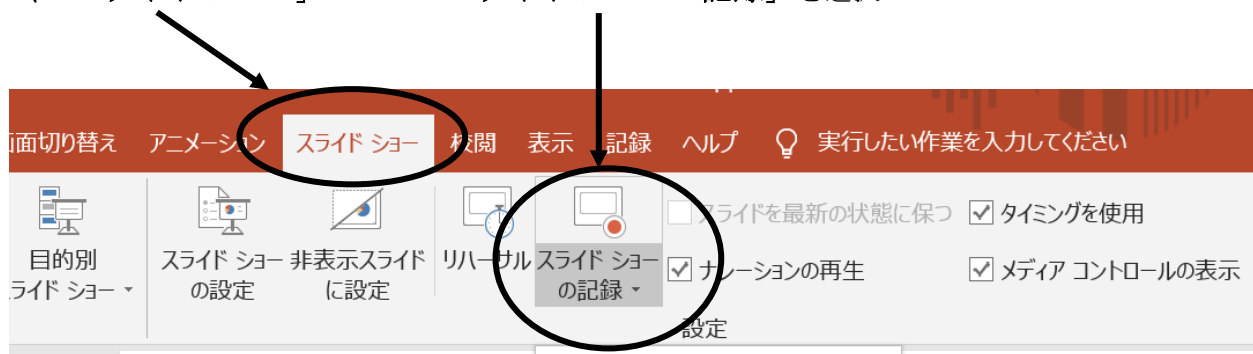 画面切り替え アニメーション スライド ショー 校閲 表示 記録 ヘルプ 実行したい作業を入力してください
目的別
スライド ショー
スライド ショー
の設定
非表示スライド
に設定
リハーサル
スライド ショー
の記録
スライドを最新の状態に保つ
タイミングを使用
ナレーションの再生
メディア コントロールの表示
設定